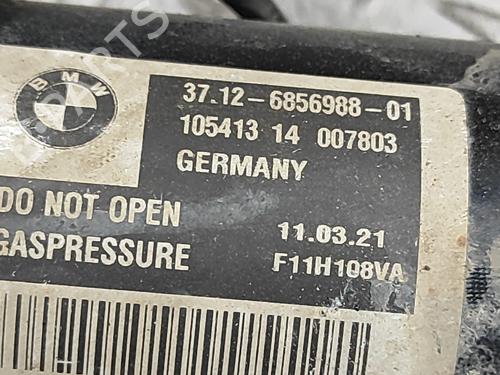 BMW
37.12-6856988-01
105413 14 007803
GERMANY
DO NOT OPEN
GASPRESSURE
11.03.21
F11H108VA